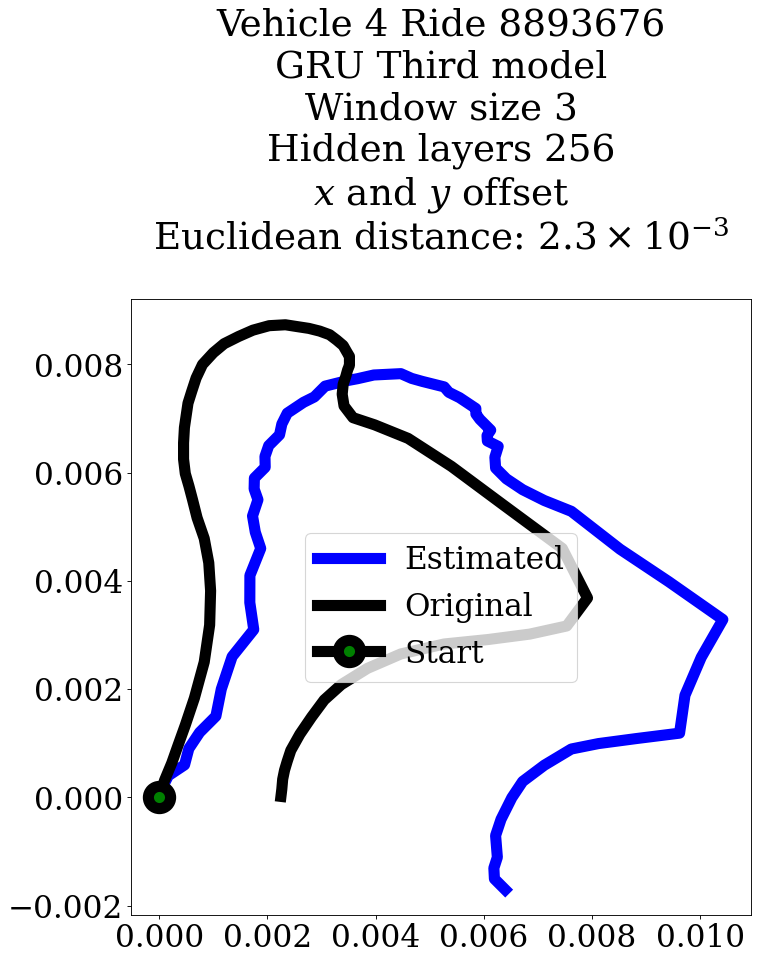 Vehicle 4 Ride 8893676
GRU Third model
Window size 3
Hidden layers 256
x and y offset
Euclidean distance: 2.3 × 10⁻³
0.008
0.006
0.004
0.002
0.000
−0.002
Estimated
Original
Start
0.000 0.002 0.004 0.006 0.008 0.010